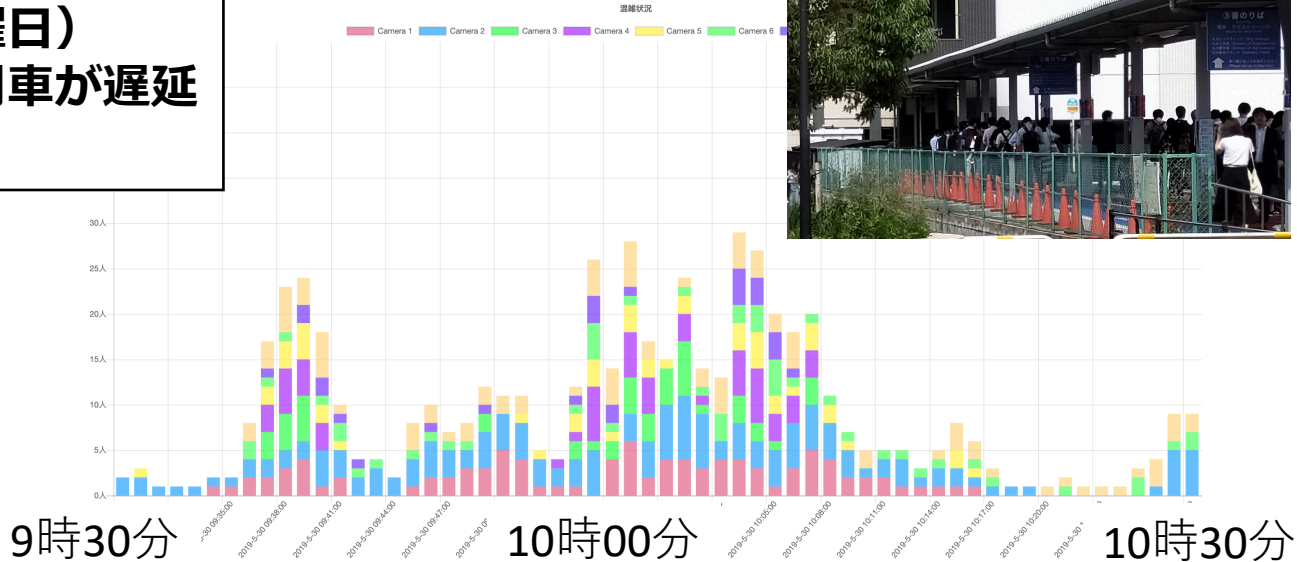 曜日）
車が遅延
混雑状況
Camera 1
Camera 2
Camera 3
Camera 4
Camera 5
Camera 6
③番のりば
30人
25人
20人
15人
10人
5人
0人
2019-5-30 09:38:00
2019-5-30 09:41:00
2019-5-30 09:44:00
2019-5-30 09:47:00
2019-5-30 10:05:00
2019-5-30 10:08:00
2019-5-30 10:11:00
2019-5-30 10:14:00
2019-5-30 10:17:00
2019-5-30 10:20:00
9時30分
10時00分
10時30分